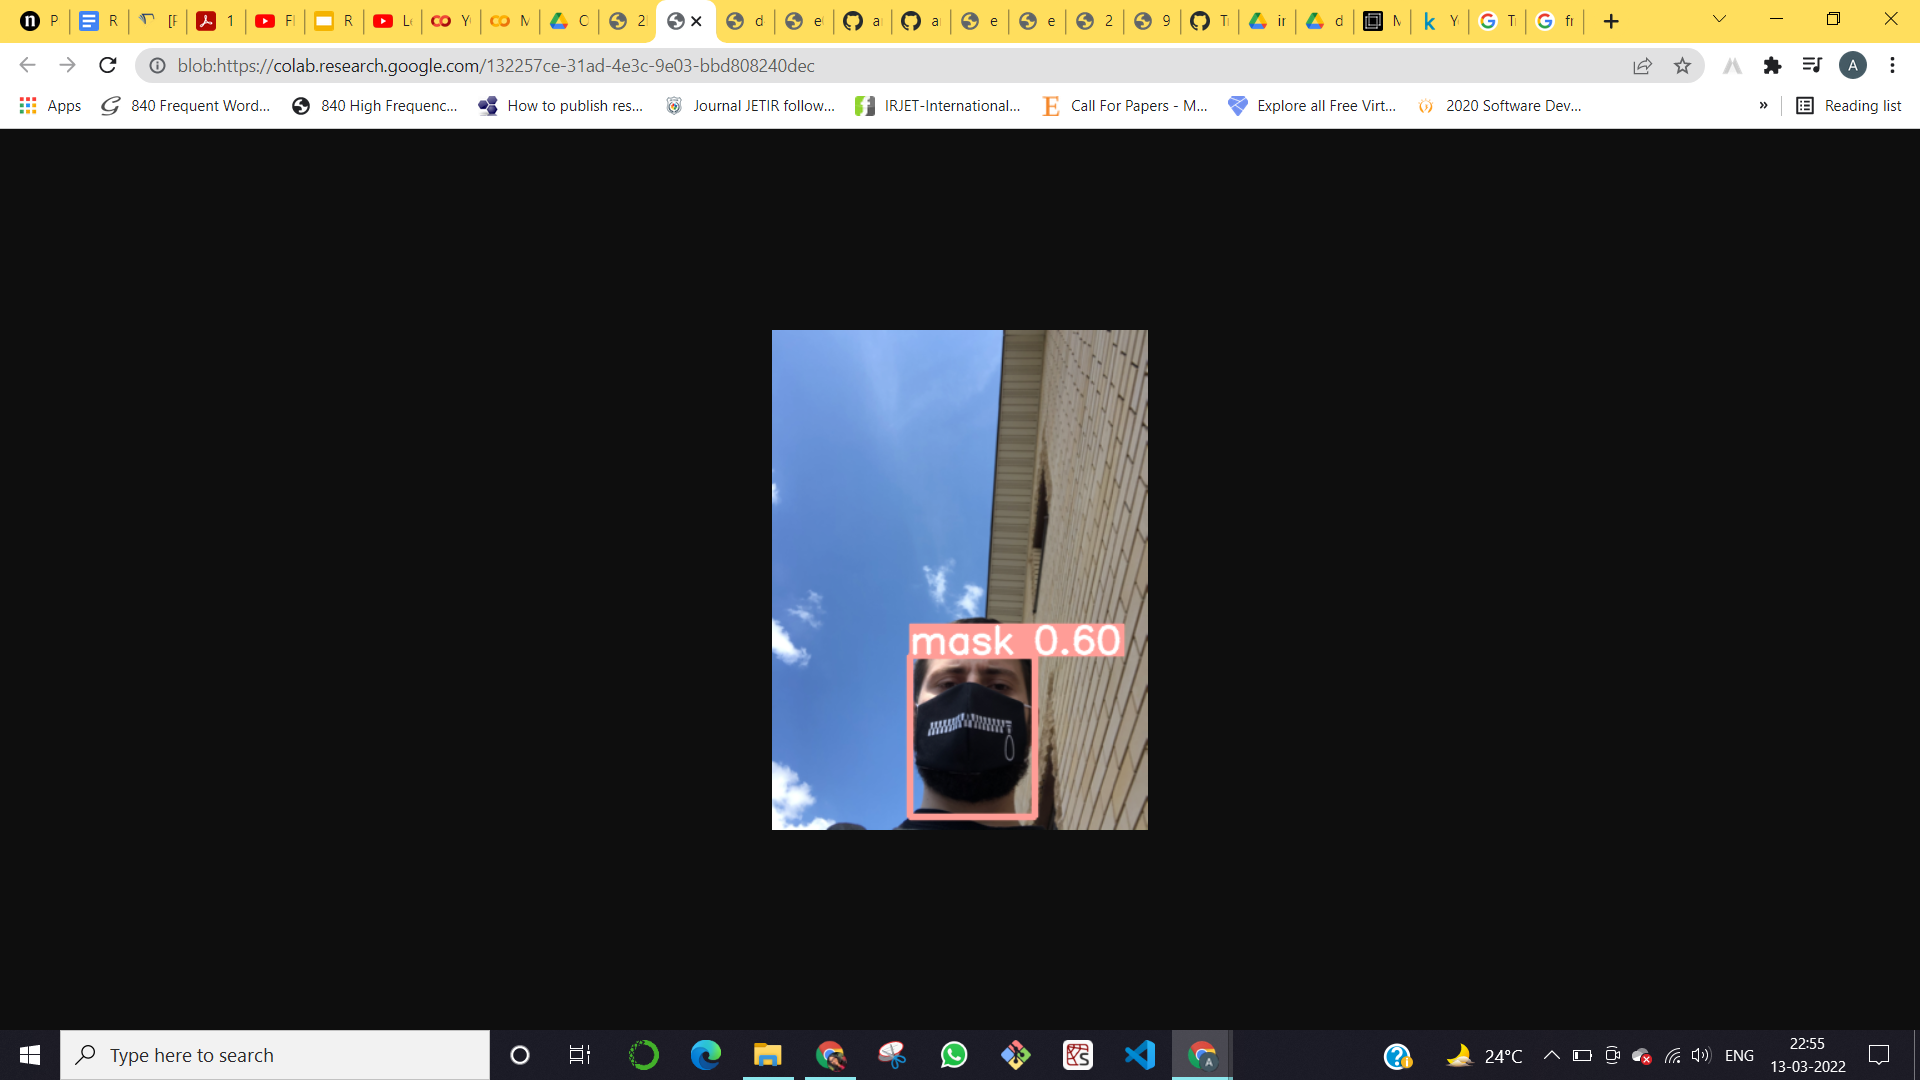 P
R
[F
1
Fl
R
Le
Y
M
C
2
d
e
a
a
e
e
2
9
T
in
d
M
Y
T
fr
blob:https://colab.research.google.com/132257ce-31ad-4e3c-9e03-bbd808240dec
A
Apps
840 Frequent Word...
840 High Frequenc...
How to publish res...
Journal JETIR follow...
IRJET-International...
Call For Papers - M...
Explore all Free Virt...
2020 Software Dev...
»
Reading list
mask 0.60
Type here to search
24°C
ENG
22:55
13-03-2022